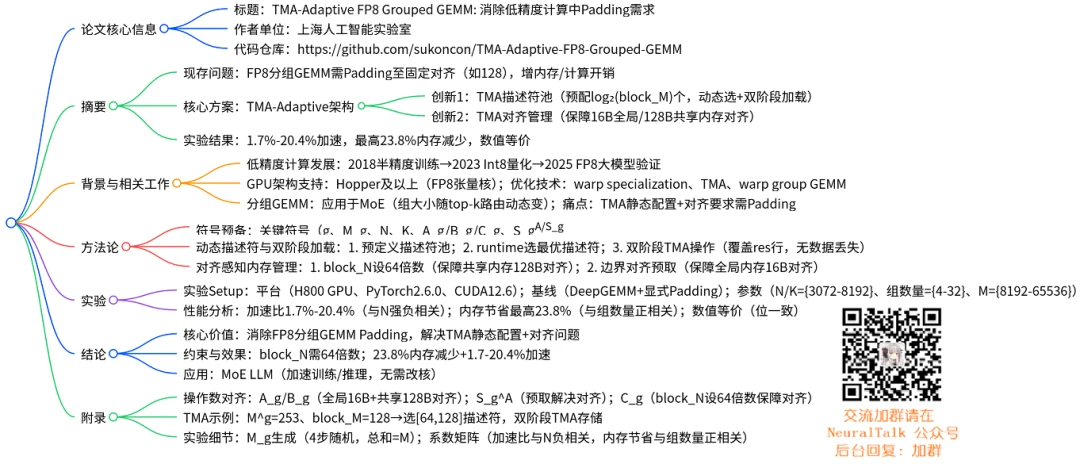 论文核心信息
标题：TMA-Adaptive FP8 Grouped GEMM: 消除低精度计算中Padding需求
作者单位：上海人工智能实验室
代码仓库：https://github.com/sukoncon/TMA-Adaptive-FP8-Grouped-GEMM
摘要
现存问题：FP8分组GEMM需Padding至固定对齐（如128），增内存/计算开销
核心方案：TMA-Adaptive架构
创新1：TMA描述符池（预配log₂(block_M)个，动态选+双阶段加载）
创新2：TMA对齐管理（保障16B全局/128B共享内存对齐）
实验结果：1.7%-20.4%加速，最高23.8%内存减少，数值等价
背景与相关工作
低精度计算发展：2018半精度训练→2023 Int8量化→2025 FP8大模型验证
GPU架构支持：Hopper及以上（FP8张量核）；优化技术：warp specialization、TMA、warp group GEMM
分组GEMM：应用于MoE（组大小随top-k路由动态变）；痛点：TMA静态配置+对齐要求需Padding
方法论
符号预备：关键符号（g、M_g、N、K、A_g/B_g/C_g、S_g^A/S_g
动态描述符与双阶段加载：1. 预定义描述符池；2. runtime选最优描述符；3. 双阶段TMA操作（覆盖res行，无数据丢失）
对齐感知内存管理：1. block_N设64倍数（保障共享内存128B对齐）；2. 边界对齐预取（保障全局内存16B对齐）
实验
实验Setup：平台（H800 GPU、PyTorch2.6.0、CUDA12.6）；基线（DeepGEMM+显式Padding）；参数（N/K={3072-8192}、组数量={4-32}、M={8192-65536}）
性能分析：加速比1.7%-20.4%（与N强负相关）；内存节省最高23.8%（与组数量正相关）；数值等价（位一致）
结论
核心价值：消除FP8分组GEMM Padding，解决TMA静态配置+对齐问题
约束与效果：block_N需64倍数；23.8%内存减少+1.7-20.4%加速
应用：MoE LLM（加速训练/推理，无需改核）
附录
操作数对齐：A_g/B_g（全局16B+共享128B对齐）；S_g^A（预取解决对齐）；C_g（block_N设64倍数保障对齐）
TMA示例：M^g=253、block_M=128→选[64,128]描述符，双阶段TMA存储
实验细节：M_g生成（4步随机，总和=M）；系数矩阵（加速比与N负相关，内存节省与组数量正相关）
交流加群请在
NeuralTalk 公众号
后台回复：加群